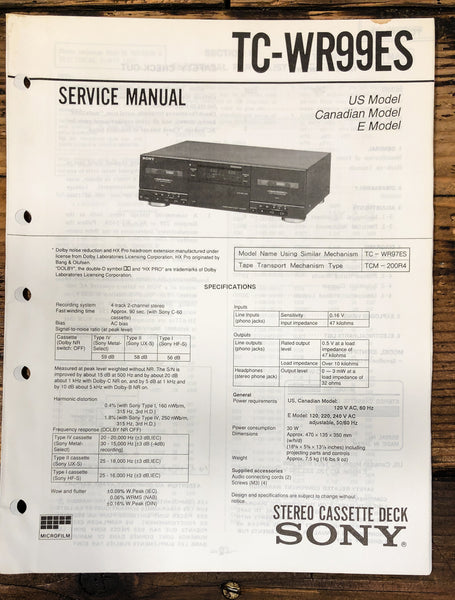 TC-WR99ES
SERVICE MANUAL
US Model
Canadian Model
E Model
SONY
* Dolby noise reduction and HX Pro headroom extension manufactured under
license from Dolby Laboratories Licensing Corporation. HX Pro originated by
Bang & Olufsen.
"DOLBY", the double-D symbol and "HX PRO" are trademarks of Dolby
Laboratories Licensing Corporation.
Model Name Using Similar Mechanism TC - WR97ES
Tape Transport Mechanism Type TCM - 200R4
SPECIFICATIONS
Recording system 4-track 2-channel stereo
Fast winding time Approx. 90 sec. (with Sony C-60
cassette)
Bias AC bias
Signal-to-noise ratio (at peak level)
Cassette (Dolby NR switch: OFF) Type IV (Sony Metal-Select) Type II (Sony UX-S) Type I (Sony HF-S)
59 dB 58 dB 56 dB
Measured at peak level weighted without NR. The S/N is
improved by about 15 dB at 500 Hz and by about 20 dB
at about 1 kHz with Dolby-C NR on, and by 5 dB at 1 kHz and
by 10 dB with Dolby-B NR on.
Harmonic distortion
0.4% (with Sony Type I, 160 nWb/m,
315 Hz, 3rd H.D.)
1.8% (with Sony Type IV, 250 nWb/m,
315 Hz, 3rd H.D.)
Frequency response (DOLBY NR OFF)
Type IV cassette (Sony Metal-Select) 20 - 20,000 Hz (±3 dB, IEC)
30 - 15,000 Hz (±3 dB, -4 dB recording)
Type II cassette (Sony UX-S) 25 - 18,000 Hz (±3 dB, IEC)
Type I cassette (Sony HF-S) 25 - 18,000 Hz (±3 dB, IEC)
Wow and flutter ±0.09% W.Peak (IEC)
0.06% WRMS (NAB)
±0.16% W.Peak (DIN)
Inputs
Line Inputs (phono jacks) Sensitivity 0.16 V
Input impedance 47 kilohms
Outputs
Line outputs (phono jacks) Rated output level 0.5 V at a load impedance of 47 kilohms
Load impedance Over 10 kilohms
Headphones (stereo phone jack) Output level 0 — 3 mW at a load impedance of 32 ohms
General
Power requirements US, Canadian Model:
120 V AC, 60 Hz
E Model: 120, 220, 240 V AC
adjustable, 50/60 Hz
Power consumption 30 W
Dimensions Approx. 470 × 135 × 350 mm
(w/h/d)
including
projecting parts and controls
Weight Approx. 7.5 kg (16 lbs 9 oz)
Supplied accessories
Audio connecting cords (2)
Screws (M3) (4)
Design and specifications are subject to change without
notice.
MICROFILM
STEREO CASSETTE DECK
SONY®